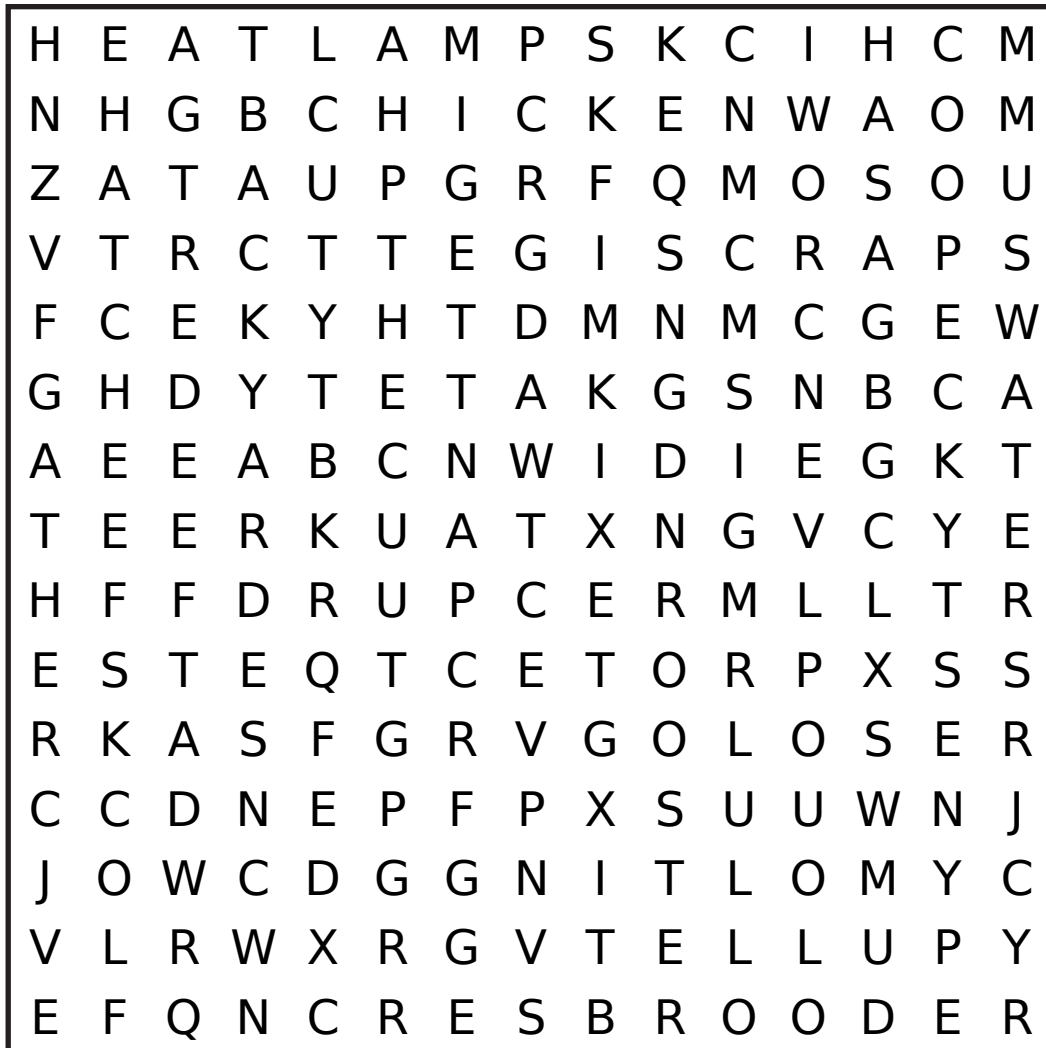 H E A T L A M P S K C I H C M
N H G B C H I C K E N W A O M
Z A T A U P G R F Q M O S O U
V T R C T T E G I S C R A P S
F C E K Y H T D M N M C G E W
G H D Y T E T A K G S N B C A
A E E A B C N W I D I E G K T
T E E R K U A T X N G V C Y E
H F F D R U P C E R M L L T R
E S T E Q T C E T O R P X S S
R K A S F G R V G O L O S E R
C C D N E P F P X S U U W N J
J O W C D G G N I T L O M Y C
V L R W X R G V T E L L U P Y
E F Q N C R E S B R O O D E R